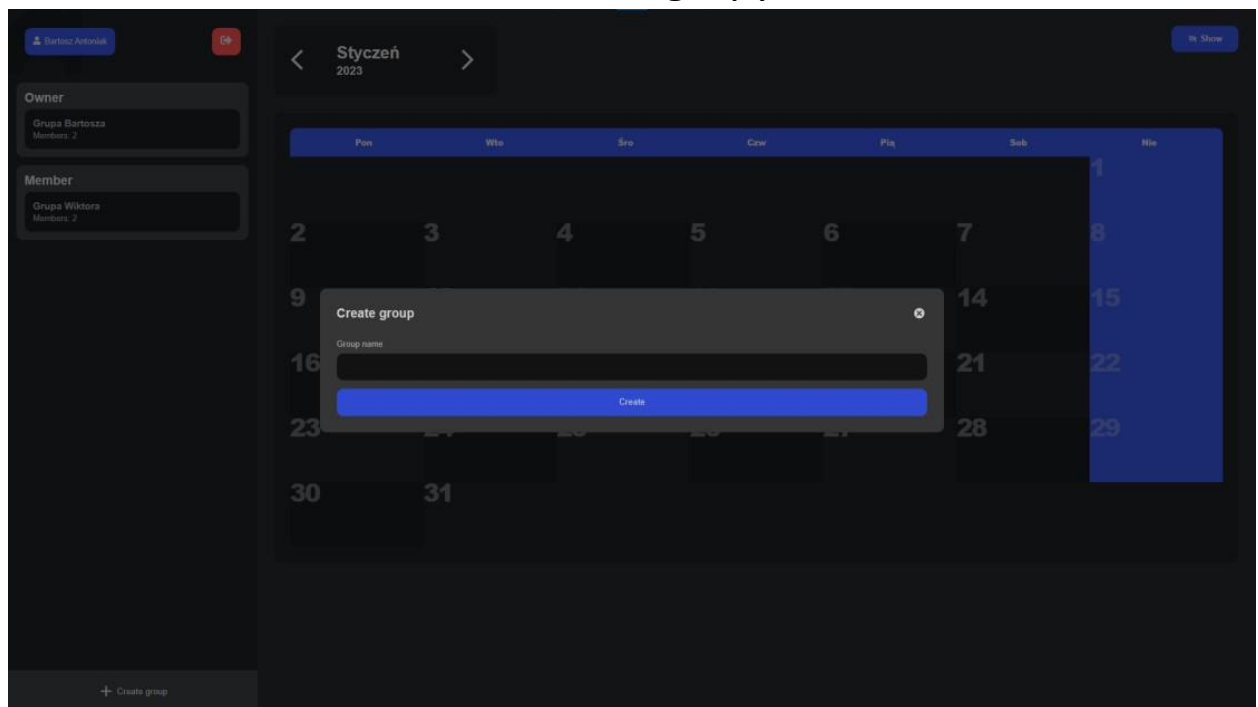 Bartosz Antoniak
Styczeń
2023
Show
Owner
Grupa Bartosza
Members: 2
Member
Grupa Wiktora
Members: 2
Pon Wto Śro Czw Pią Sob Nie
1
2 3 4 5 6 7 8
9 14 15
16 21 22
23 28 29
30 31
Create group
Group name
Create
Create group